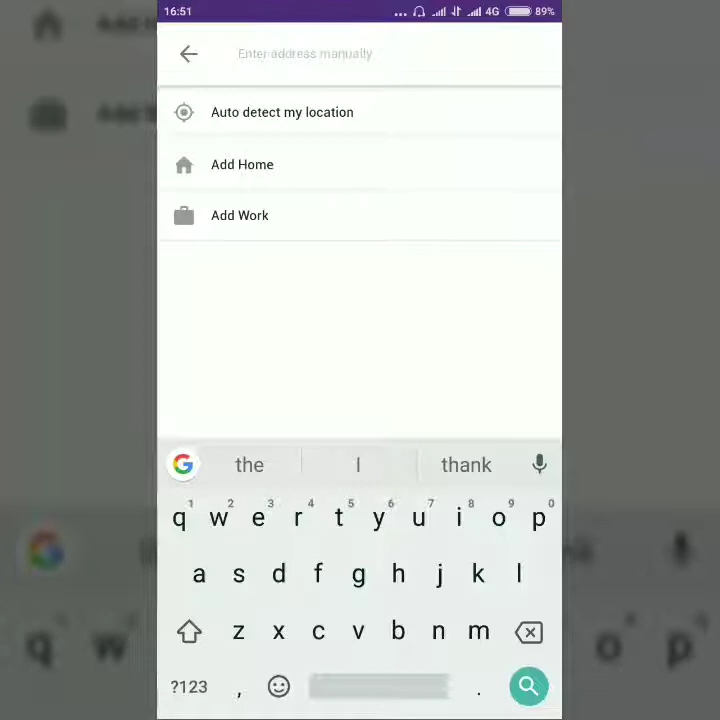 16:51 ... 4G 89%
Enter address manually
Auto detect my location
Add Home
Add Work
the I thank
1 2 3 4 5 6 7 8 9 0
q w e r t y u i o p
a s d f g h j k l
z x c v b n m
?123 , .